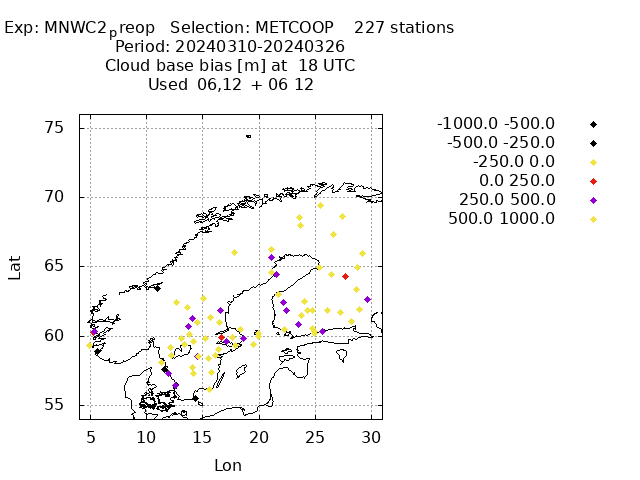 Exp: MNWC2preop Selection: METCOOP 227 stations
Period: 20240310-20240326
Cloud base bias [m] at 18 UTC
Used 06,12 + 06 12
-1000.0 -500.0
-500.0 -250.0
-250.0 0.0
0.0 250.0
250.0 500.0
500.0 1000.0
75
70
65
60
55
Lat
5 10 15 20 25 30
Lon